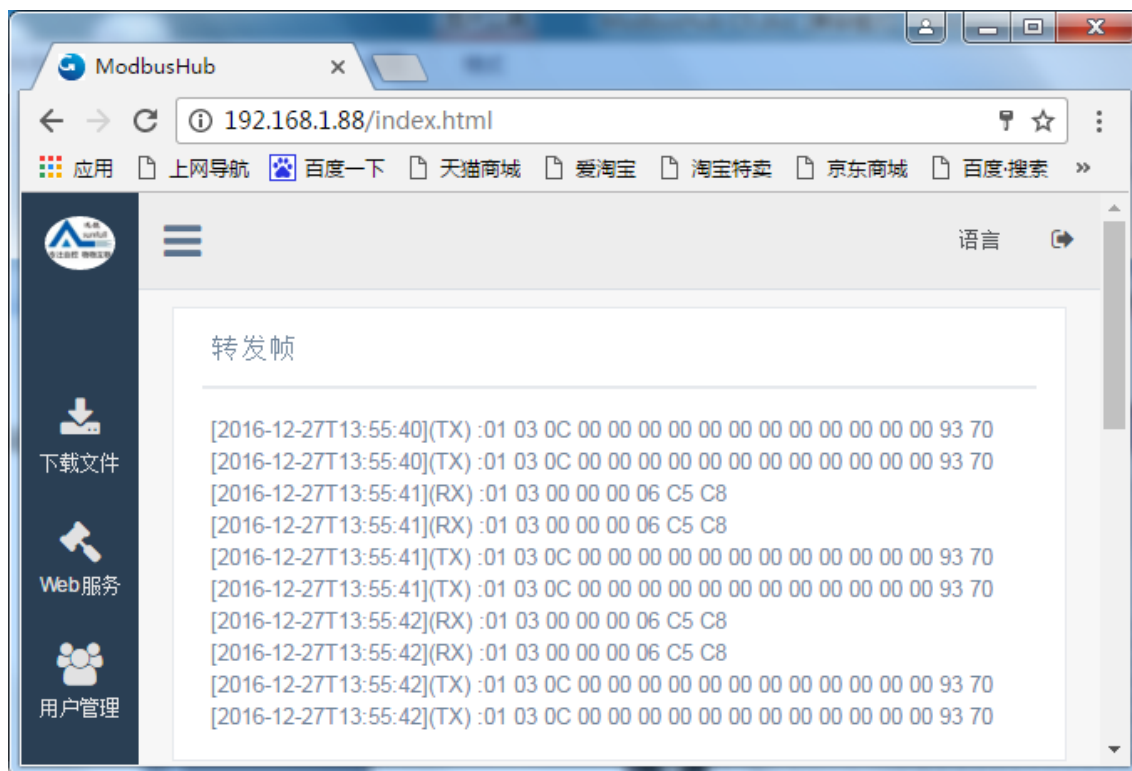 ModbusHub
192.168.1.88/index.html
应用 上网导航 百度一下 天猫商城 爱淘宝 淘宝特卖 京东商城 百度·搜索 »
语言
转发帧
[2016-12-27T13:55:40](TX) :01 03 0C 00 00 00 00 00 00 00 00 00 00 00 00 93 70
[2016-12-27T13:55:40](TX) :01 03 0C 00 00 00 00 00 00 00 00 00 00 00 00 93 70
[2016-12-27T13:55:41](RX) :01 03 00 00 00 06 C5 C8
[2016-12-27T13:55:41](RX) :01 03 00 00 00 06 C5 C8
[2016-12-27T13:55:41](TX) :01 03 0C 00 00 00 00 00 00 00 00 00 00 00 00 93 70
[2016-12-27T13:55:41](TX) :01 03 0C 00 00 00 00 00 00 00 00 00 00 00 00 93 70
[2016-12-27T13:55:42](RX) :01 03 00 00 00 06 C5 C8
[2016-12-27T13:55:42](RX) :01 03 00 00 00 06 C5 C8
[2016-12-27T13:55:42](TX) :01 03 0C 00 00 00 00 00 00 00 00 00 00 00 00 93 70
[2016-12-27T13:55:42](TX) :01 03 0C 00 00 00 00 00 00 00 00 00 00 00 00 93 70
下载文件
Web服务
用户管理